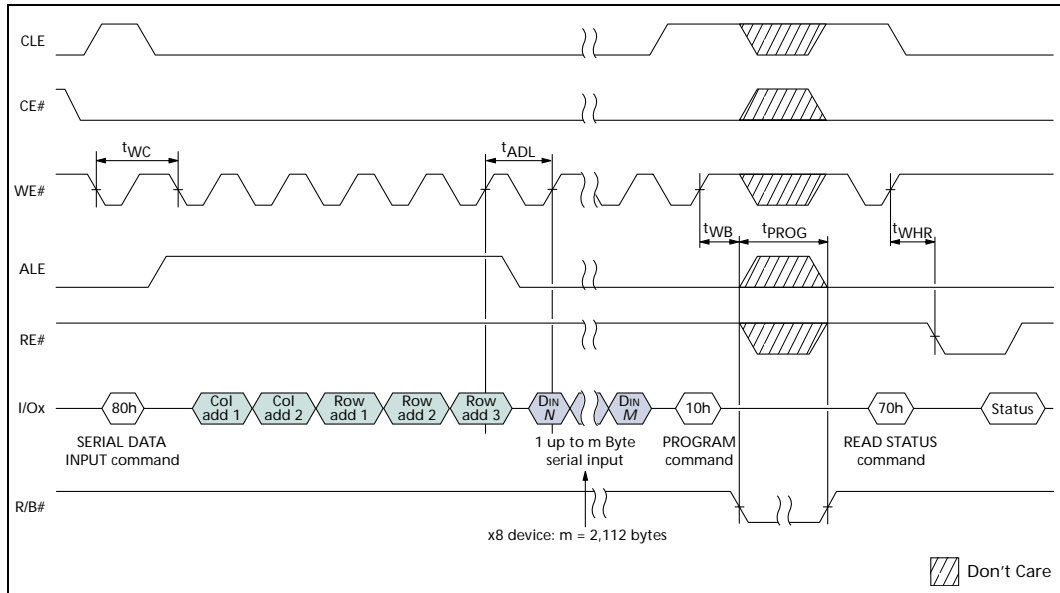 CLE
CE#
tWC
tADL
WE#
tWB
tPROG
tWHR
ALE
RE#
I/Ox
80h
Col add 1
Col add 2
Row add 1
Row add 2
Row add 3
DIN N
DIN M
10h
70h
Status
SERIAL DATA
INPUT command
1 up to m Byte
serial input
PROGRAM
command
READ STATUS
command
R/B#
x8 device: m = 2,112 bytes
Don't Care